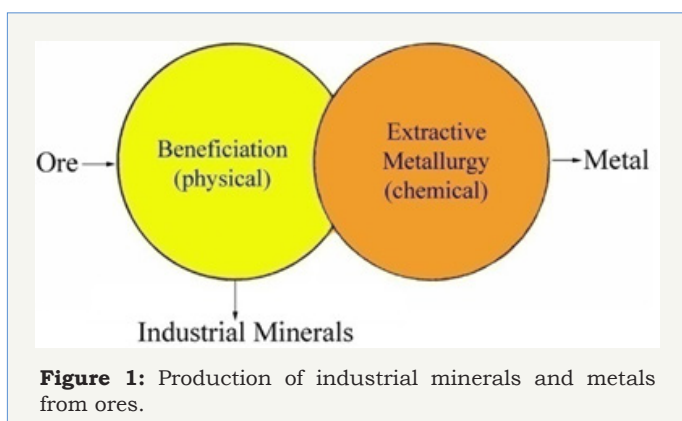 Beneficiation
(physical)
Extractive
Metallurgy
(chemical)
Ore
Metal
Industrial Minerals
Figure 1: Production of industrial minerals and metals
from ores.